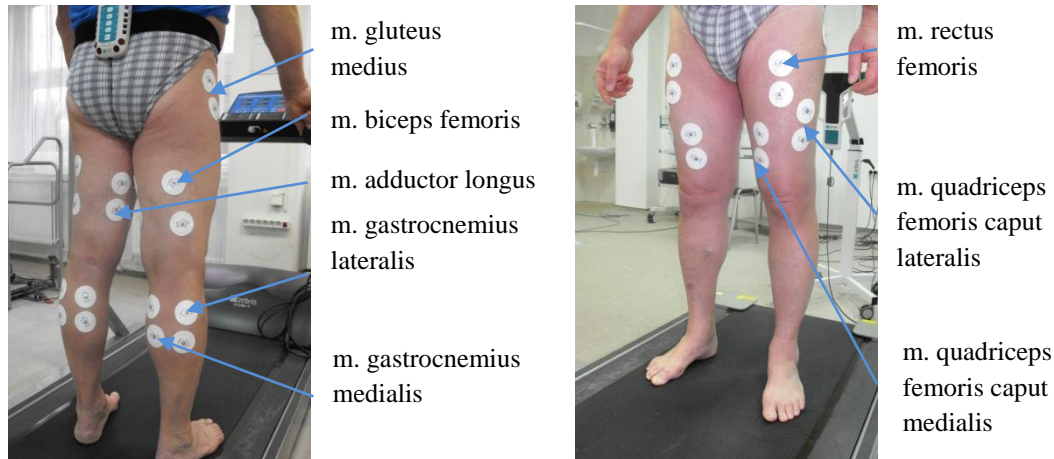 m. gluteus
medius
m. biceps femoris
m. adductor longus
m. gastrocnemius
lateralis
m. gastrocnemius
medialis
zebris
m. rectus
femoris
m. quadriceps
femoris caput
lateralis
m. quadriceps
femoris caput
medialis